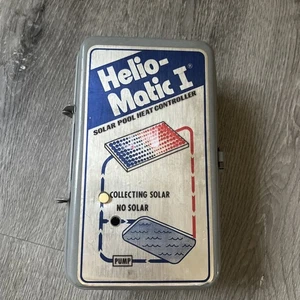 Helio-
Matic I®
SOLAR POOL HEAT CONTROLLER
COLLECTING SOLAR
NO SOLAR
PUMP